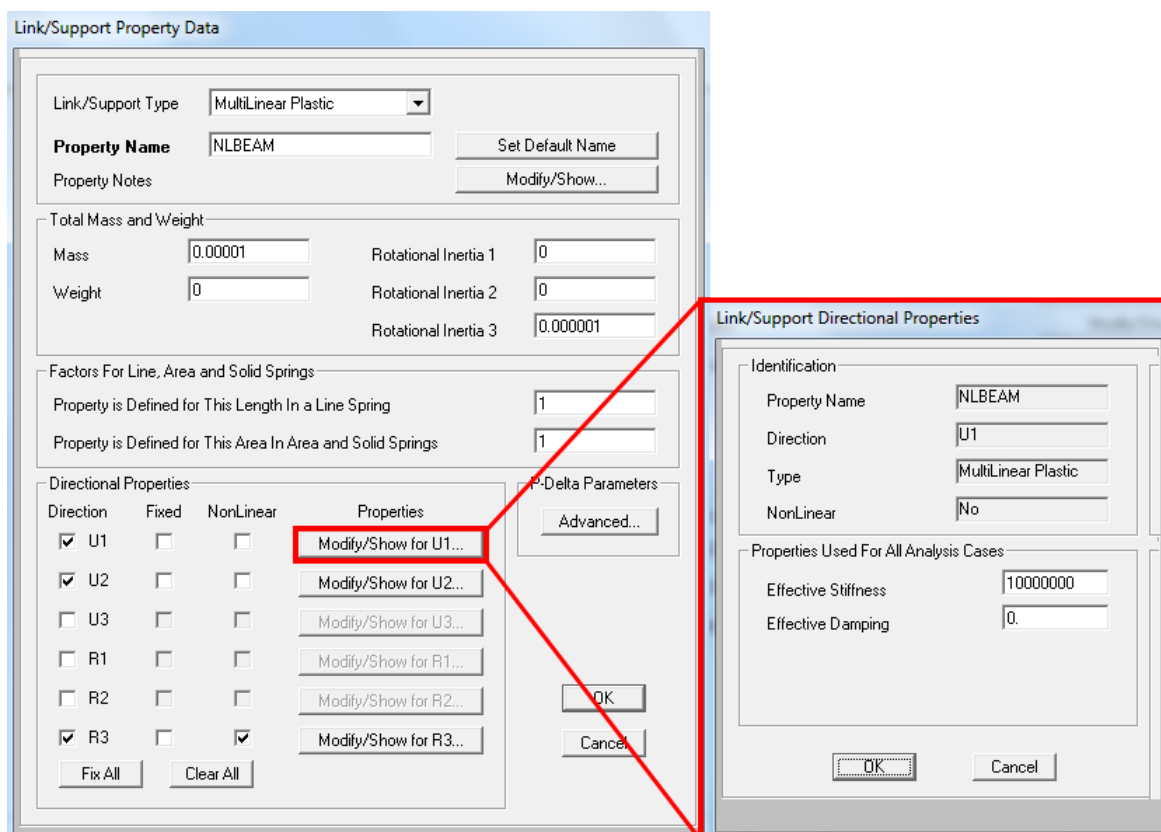 Link/Support Property Data
Link/Support Type MultiLinear Plastic
Property Name NLBEAM Set Default Name
Property Notes Modify/Show...
Total Mass and Weight
Mass 0.00001 Rotational Inertia 1 0
Weight 0 Rotational Inertia 2 0
Rotational Inertia 3 0.000001
Factors For Line, Area and Solid Springs
Property is Defined for This Length In a Line Spring 1
Property is Defined for This Area In Area and Solid Springs 1
Directional Properties
Direction Fixed NonLinear Properties
U1 Modify/Show for U1...
U2 Modify/Show for U2...
U3 Modify/Show for U3...
R1 Modify/Show for R1...
R2 Modify/Show for R2...
R3 Modify/Show for R3...
Fix All Clear All
P-Delta Parameters
Advanced...
OK
Cancel
Link/Support Directional Properties
Identification
Property Name NLBEAM
Direction U1
Type MultiLinear Plastic
NonLinear No
Properties Used For All Analysis Cases
Effective Stiffness 10000000
Effective Damping 0.
OK Cancel